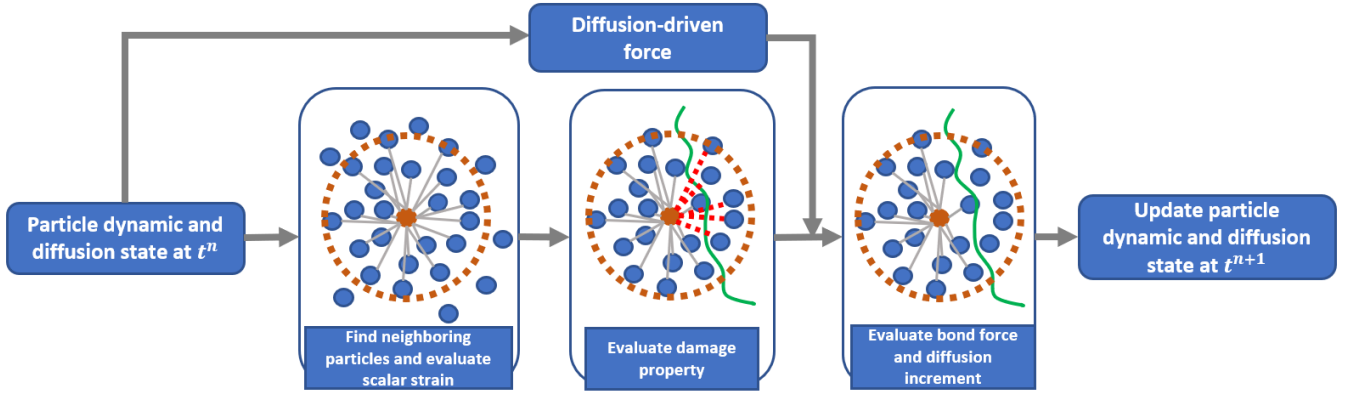 Diffusion-driven
force
Particle dynamic and
diffusion state at tⁿ
Find neighboring
particles and evaluate
scalar strain
Evaluate damage
property
Evaluate bond force
and diffusion
increment
Update particle
dynamic and diffusion
state at tⁿ⁺¹